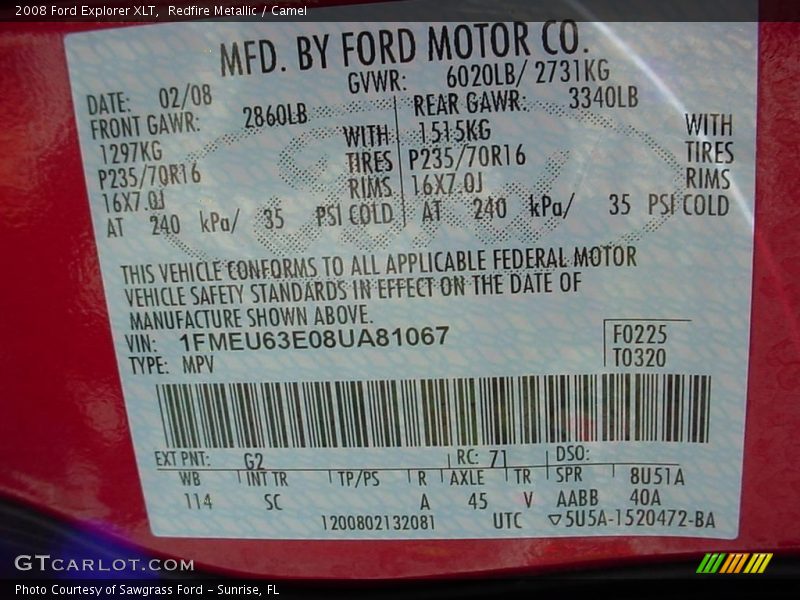 2008 Ford Explorer XLT,  Redfire Metallic / Camel
MFD. BY FORD MOTOR CO.
DATE: 02/08 GVWR: 6020LB/ 2731KG
FRONT GAWR: 2860LB REAR GAWR: 3340LB
1297KG WITH 1515KG WITH
P235/70R16 TIRES P235/70R16 TIRES
16X7.0J RIMS 16X7.0J RIMS
AT 240 kPa/ 35 PSI COLD AT 240 kPa/ 35 PSI COLD
THIS VEHICLE CONFORMS TO ALL APPLICABLE FEDERAL MOTOR
VEHICLE SAFETY STANDARDS IN EFFECT ON THE DATE OF
MANUFACTURE SHOWN ABOVE.
VIN: 1FMEU63E08UA81067 F0225
TYPE: MPV T0320
EXT PNT: G2 RC: 71 DSO:
WB INT TR TP/PS R AXLE TR SPR 8U51A
114 SC A 45 V AABB 40A
1200802132081 UTC ▽5U5A-1520472-BA
GTCARLOT.COM
Photo Courtesy of Sawgrass Ford - Sunrise, FL